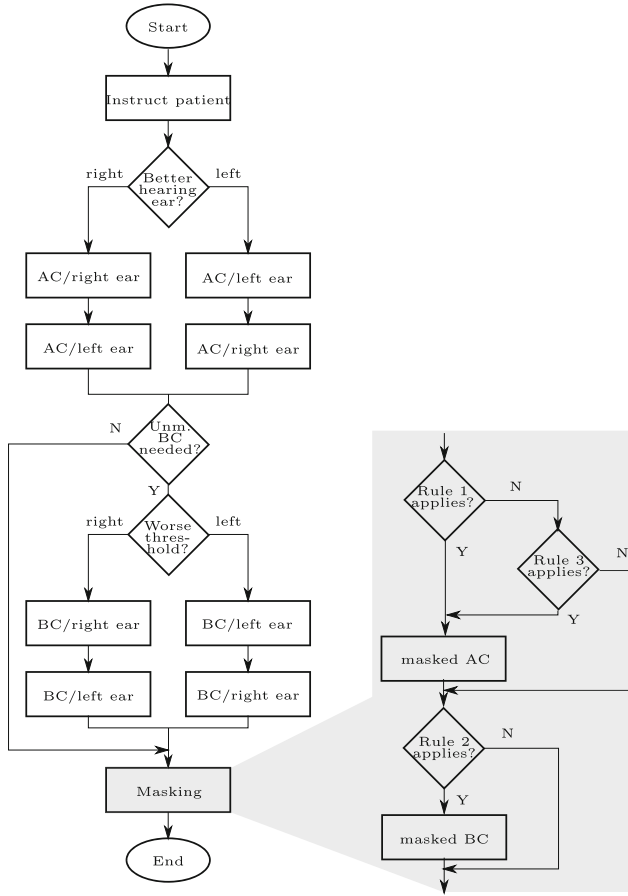 Start
Instruct patient
right
Better
hearing
ear?
left
AC/right ear
AC/left ear
AC/left ear
AC/right ear
N
Unm.
BC
needed?
Y
right
Worse
thres-
hold?
left
BC/right ear
BC/left ear
BC/left ear
BC/right ear
Masking
End
Rule 1
applies?
N
Y
Rule 3
applies?
N
Y
masked AC
Rule 2
applies?
N
Y
masked BC